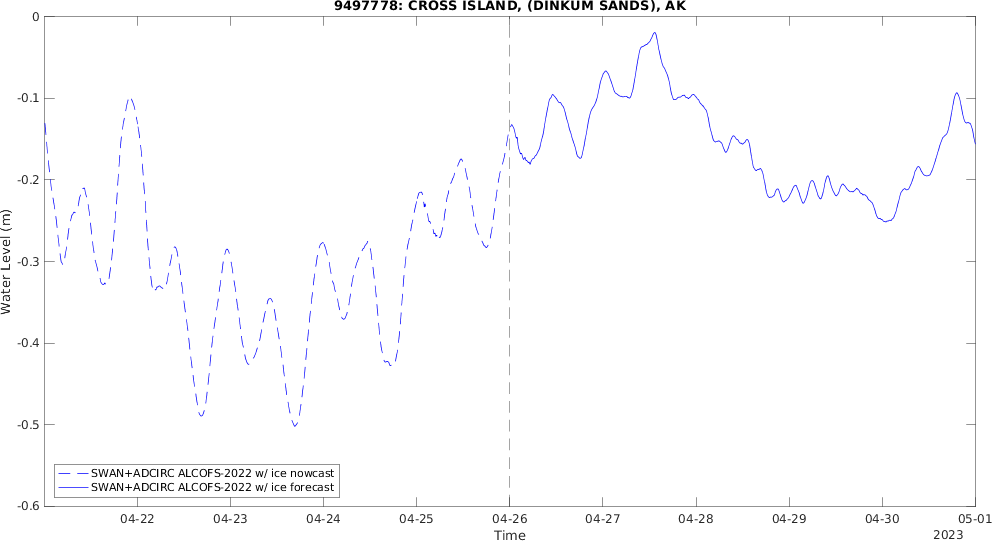 9497778: CROSS ISLAND, (DINKUM SANDS), AK
0
-0.1
-0.2
-0.3
-0.4
-0.5
-0.6
Water Level (m)
SWAN+ADCIRC ALCOFS-2022 w/ ice nowcast
SWAN+ADCIRC ALCOFS-2022 w/ ice forecast
04-22 04-23 04-24 04-25 04-26 04-27 04-28 04-29 04-30 05-01
Time
2023